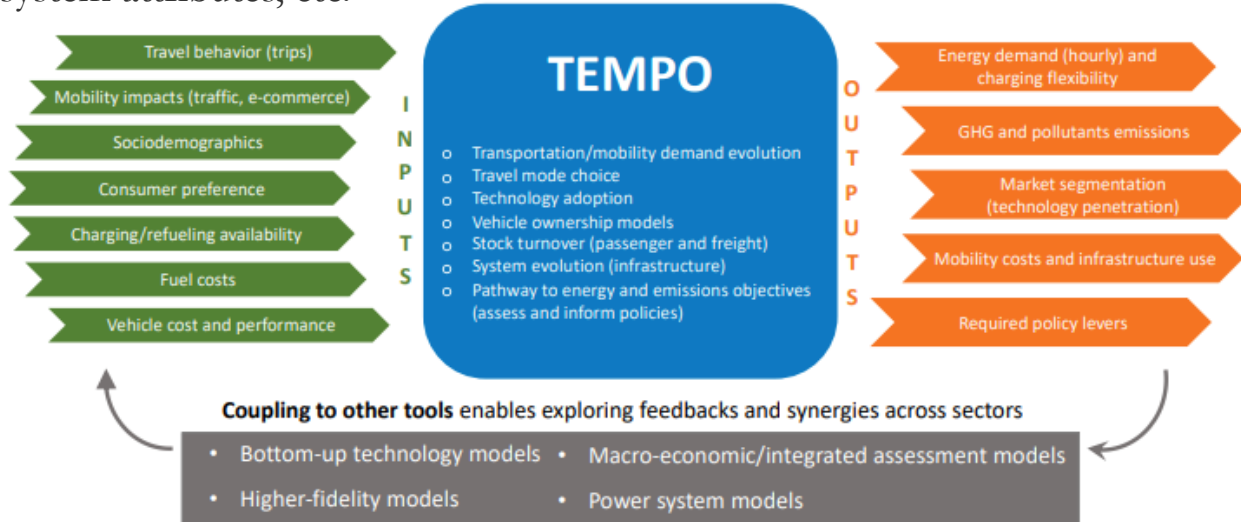 system attributes, etc.
Travel behavior (trips)
Mobility impacts (traffic, e-commerce)
Sociodemographics
Consumer preference
Charging/refueling availability
Fuel costs
Vehicle cost and performance
INPUTS
TEMPO
o Transportation/mobility demand evolution
o Travel mode choice
o Technology adoption
o Vehicle ownership models
o Stock turnover (passenger and freight)
o System evolution (infrastructure)
o Pathway to energy and emissions objectives
(assess and inform policies)
OUTPUTS
Energy demand (hourly) and
charging flexibility
GHG and pollutants emissions
Market segmentation
(technology penetration)
Mobility costs and infrastructure use
Required policy levers
Coupling to other tools enables exploring feedbacks and synergies across sectors
• Bottom-up technology models
• Higher-fidelity models
• Macro-economic/integrated assessment models
• Power system models